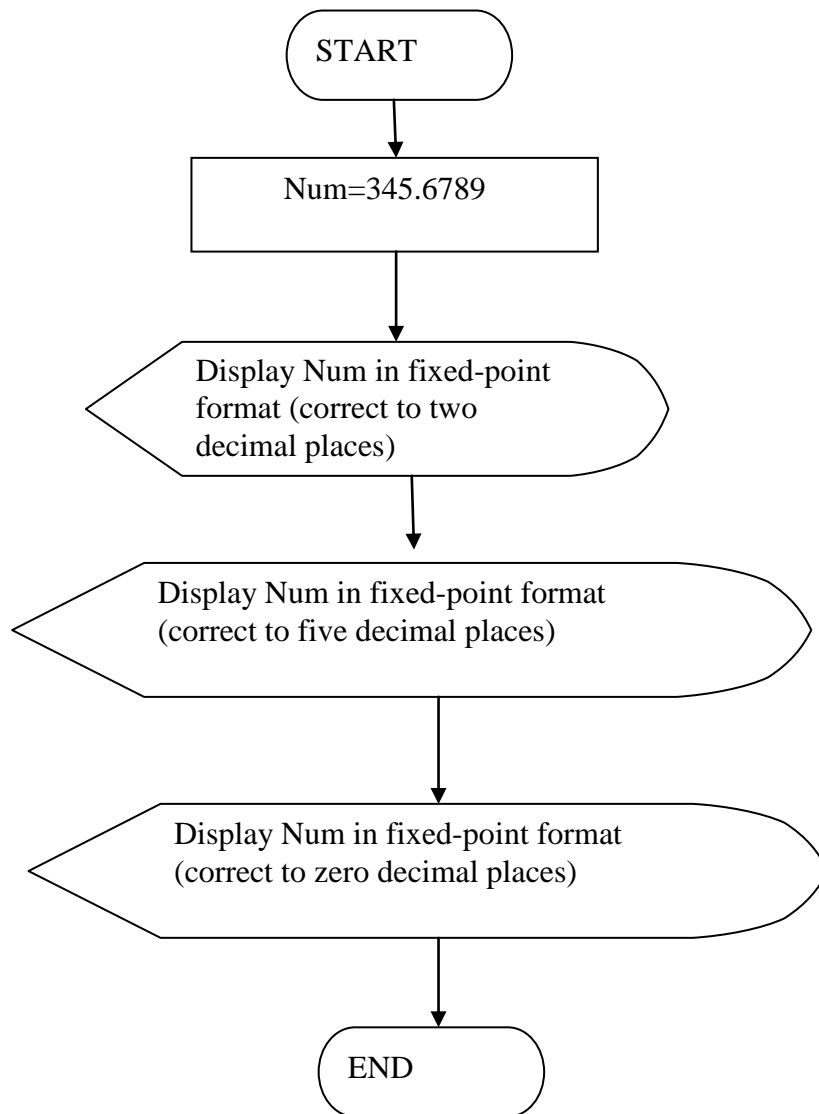 START
Num=345.6789
Display Num in fixed-point
format (correct to two
decimal places)
Display Num in fixed-point format
(correct to five decimal places)
Display Num in fixed-point format
(correct to zero decimal places)
END